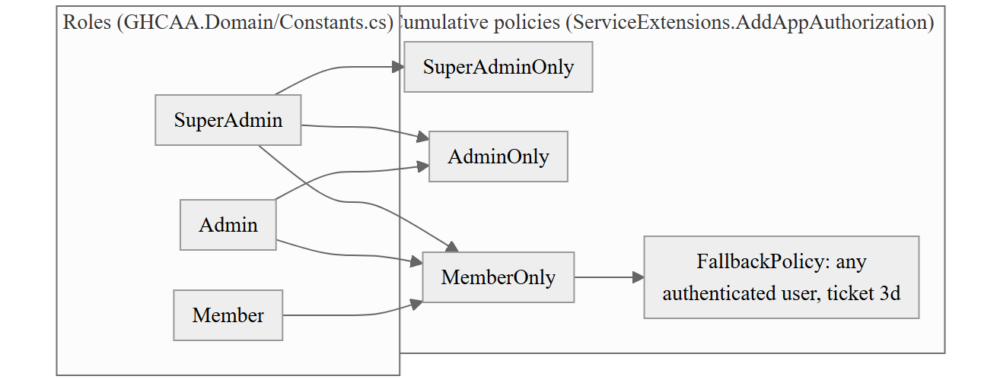 Roles (GHCAA.Domain/Constants.cs)
umulative policies (ServiceExtensions.AddAppAuthorization)
SuperAdminOnly
SuperAdmin
AdminOnly
Admin
FallbackPolicy: any
authenticated user, ticket 3d
MemberOnly
Member